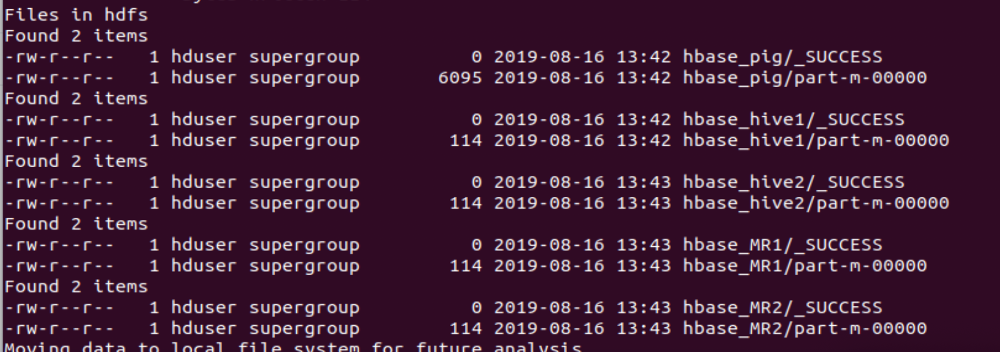 Files in hdfs
Found 2 items
-rw-r--r--   1 hduser supergroup          0 2019-08-16 13:42 hbase_pig/_SUCCESS
-rw-r--r--   1 hduser supergroup       6095 2019-08-16 13:42 hbase_pig/part-m-00000
Found 2 items
-rw-r--r--   1 hduser supergroup          0 2019-08-16 13:42 hbase_hive1/_SUCCESS
-rw-r--r--   1 hduser supergroup        114 2019-08-16 13:42 hbase_hive1/part-m-00000
Found 2 items
-rw-r--r--   1 hduser supergroup          0 2019-08-16 13:43 hbase_hive2/_SUCCESS
-rw-r--r--   1 hduser supergroup        114 2019-08-16 13:43 hbase_hive2/part-m-00000
Found 2 items
-rw-r--r--   1 hduser supergroup          0 2019-08-16 13:43 hbase_MR1/_SUCCESS
-rw-r--r--   1 hduser supergroup        114 2019-08-16 13:43 hbase_MR1/part-m-00000
Found 2 items
-rw-r--r--   1 hduser supergroup          0 2019-08-16 13:43 hbase_MR2/_SUCCESS
-rw-r--r--   1 hduser supergroup        114 2019-08-16 13:43 hbase_MR2/part-m-00000
Moving data to local file system for future analysis